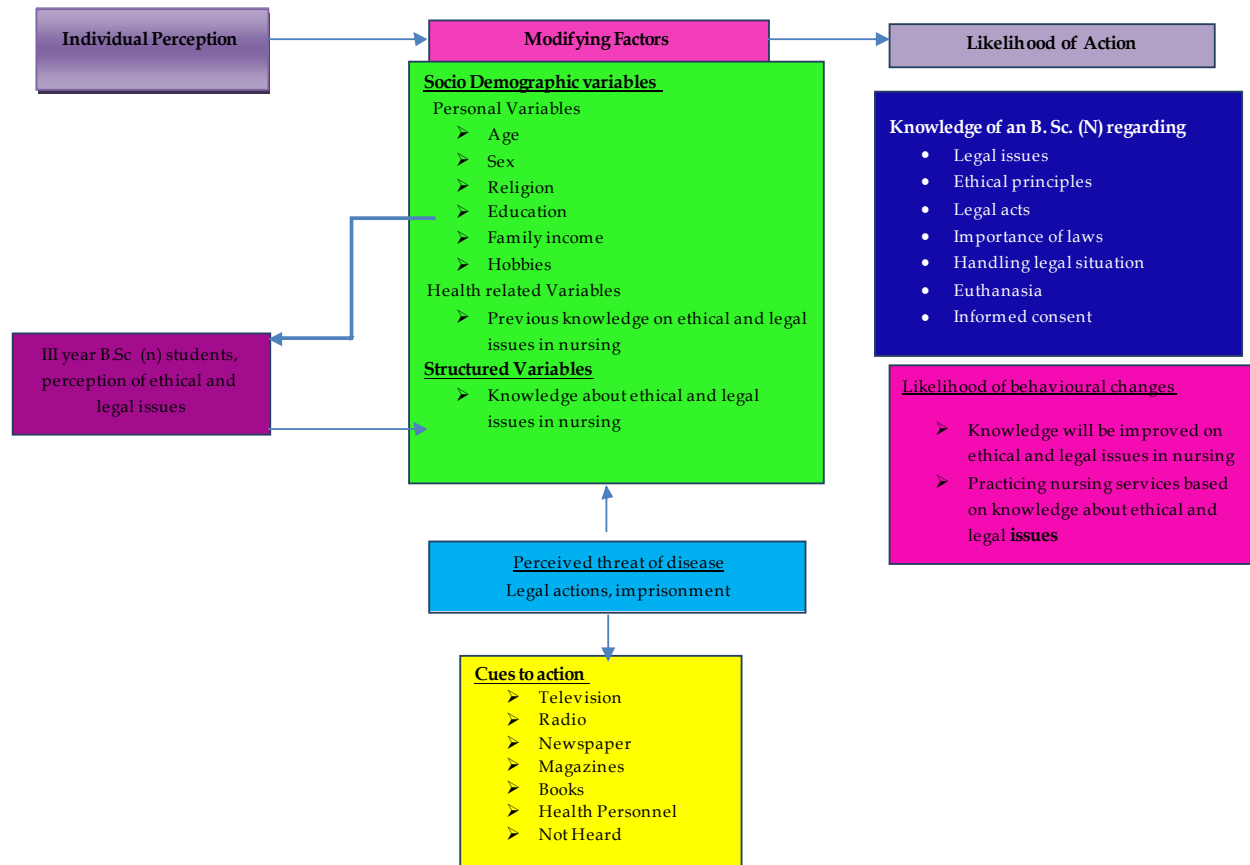 Individual Perception
Modifying Factors
Likelihood of Action
Socio Demographic variables
Personal Variables
➢ Age
➢ Sex
➢ Religion
➢ Education
➢ Family income
➢ Hobbies
Health related Variables
➢ Previous knowledge on ethical and legal
issues in nursing
Structured Variables
➢ Knowledge about ethical and legal
issues in nursing
Knowledge of an B. Sc. (N) regarding
• Legal issues
• Ethical principles
• Legal acts
• Importance of laws
• Handling legal situation
• Euthanasia
• Informed consent
III year B.Sc (n) students,
perception of ethical and
legal issues
Likelihood of behavioural changes
➢ Knowledge will be improved on
ethical and legal issues in nursing
➢ Practicing nursing services based
on knowledge about ethical and
legal issues
Perceived threat of disease
Legal actions, imprisonment
Cues to action
➢ Television
➢ Radio
➢ Newspaper
➢ Magazines
➢ Books
➢ Health Personnel
➢ Not Heard